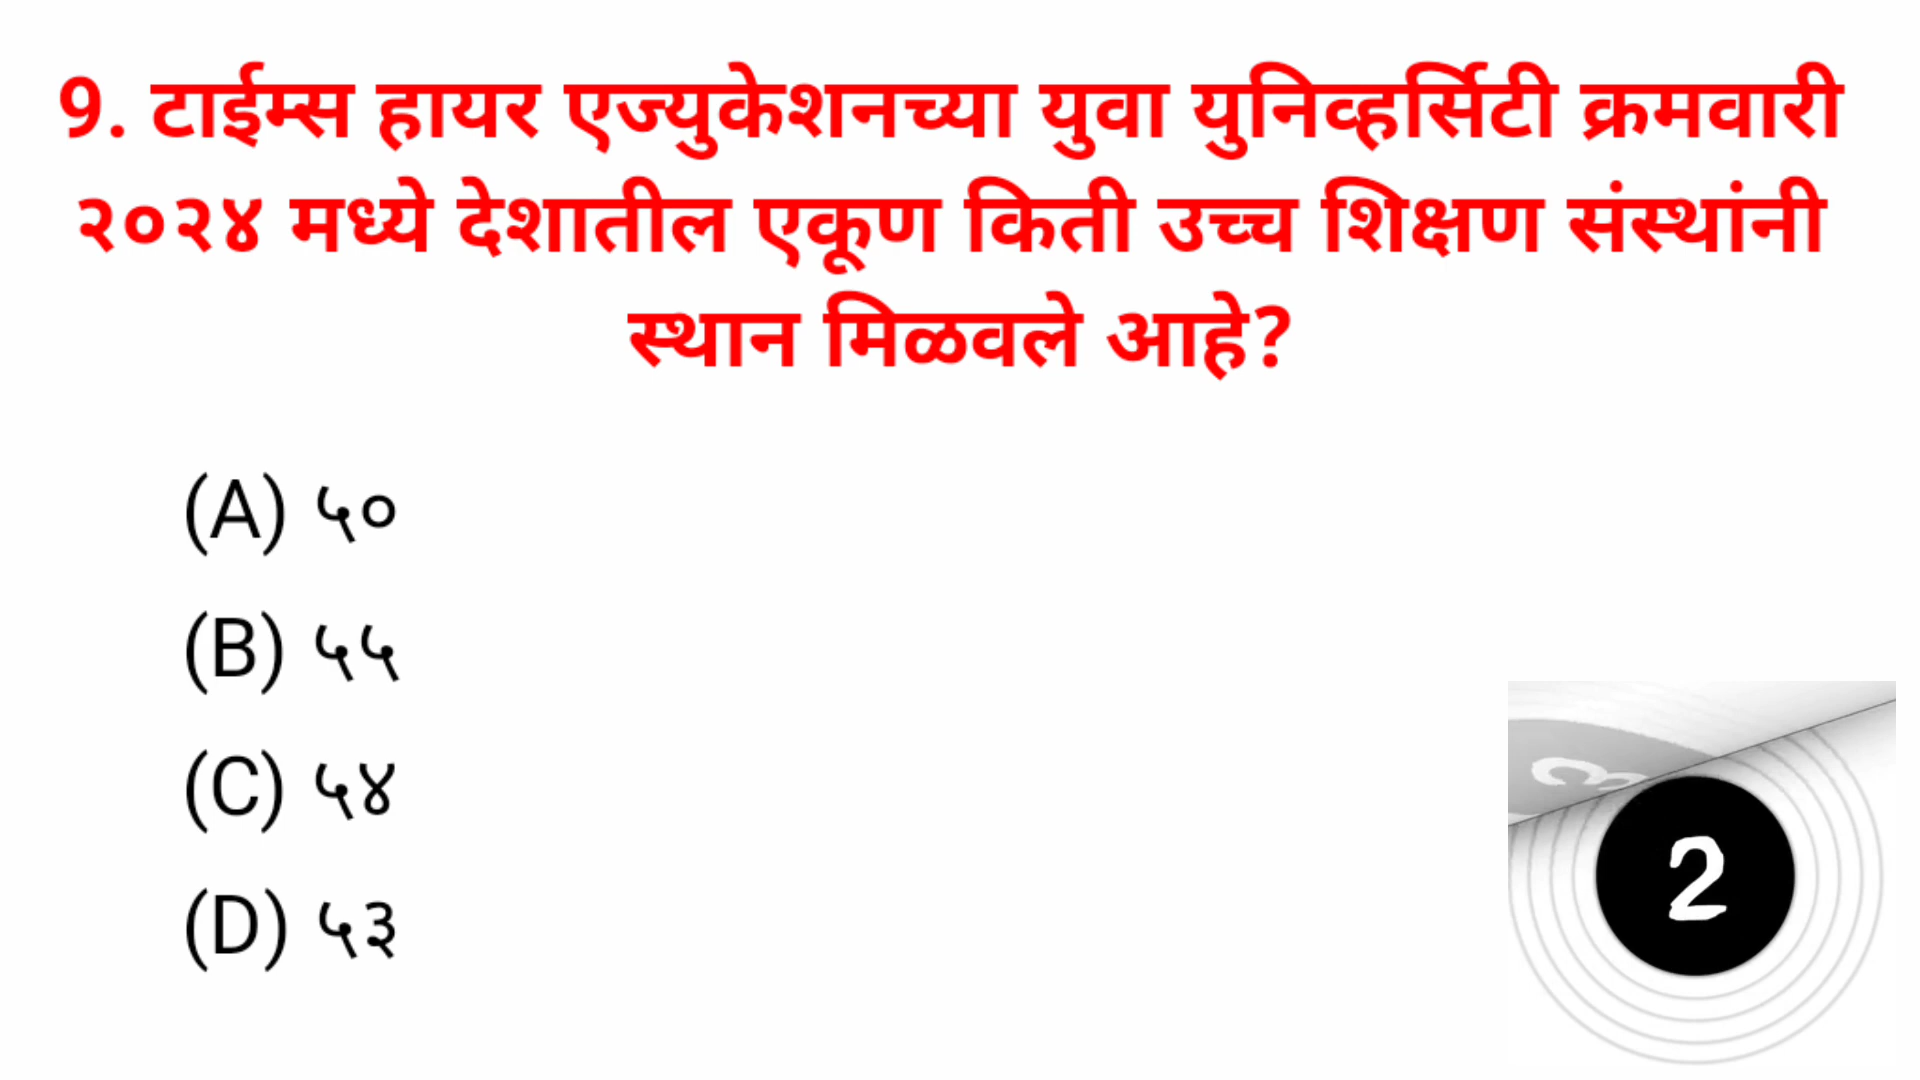 9. टाईम्स हायर एज्युकेशनच्या युवा युनिव्हर्सिटी क्रमवारी
२०२४ मध्ये देशातील एकूण किती उच्च शिक्षण संस्थांनी
स्थान मिळवले आहे?
(A) ५०
(B) ५५
(C) ५४
(D) ५३
3
2